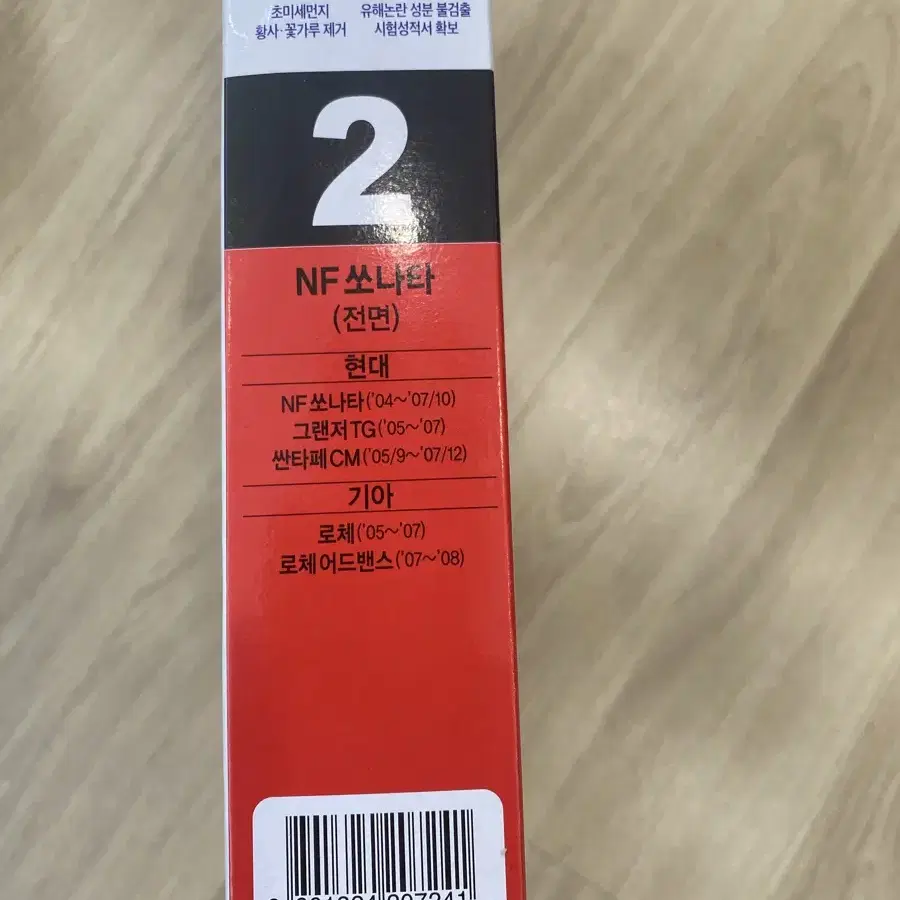 초미세먼지
황사·꽃가루 제거
유해논란 성분 불검출
시험성적서 확보
2
NF쏘나타
(전면)
현대
NF쏘나타('04~'07/10)
그랜저TG('05~'07)
싼타페CM('05/9~'07/12)
기아
로체('05~'07)
로체어드밴스('07~'08)